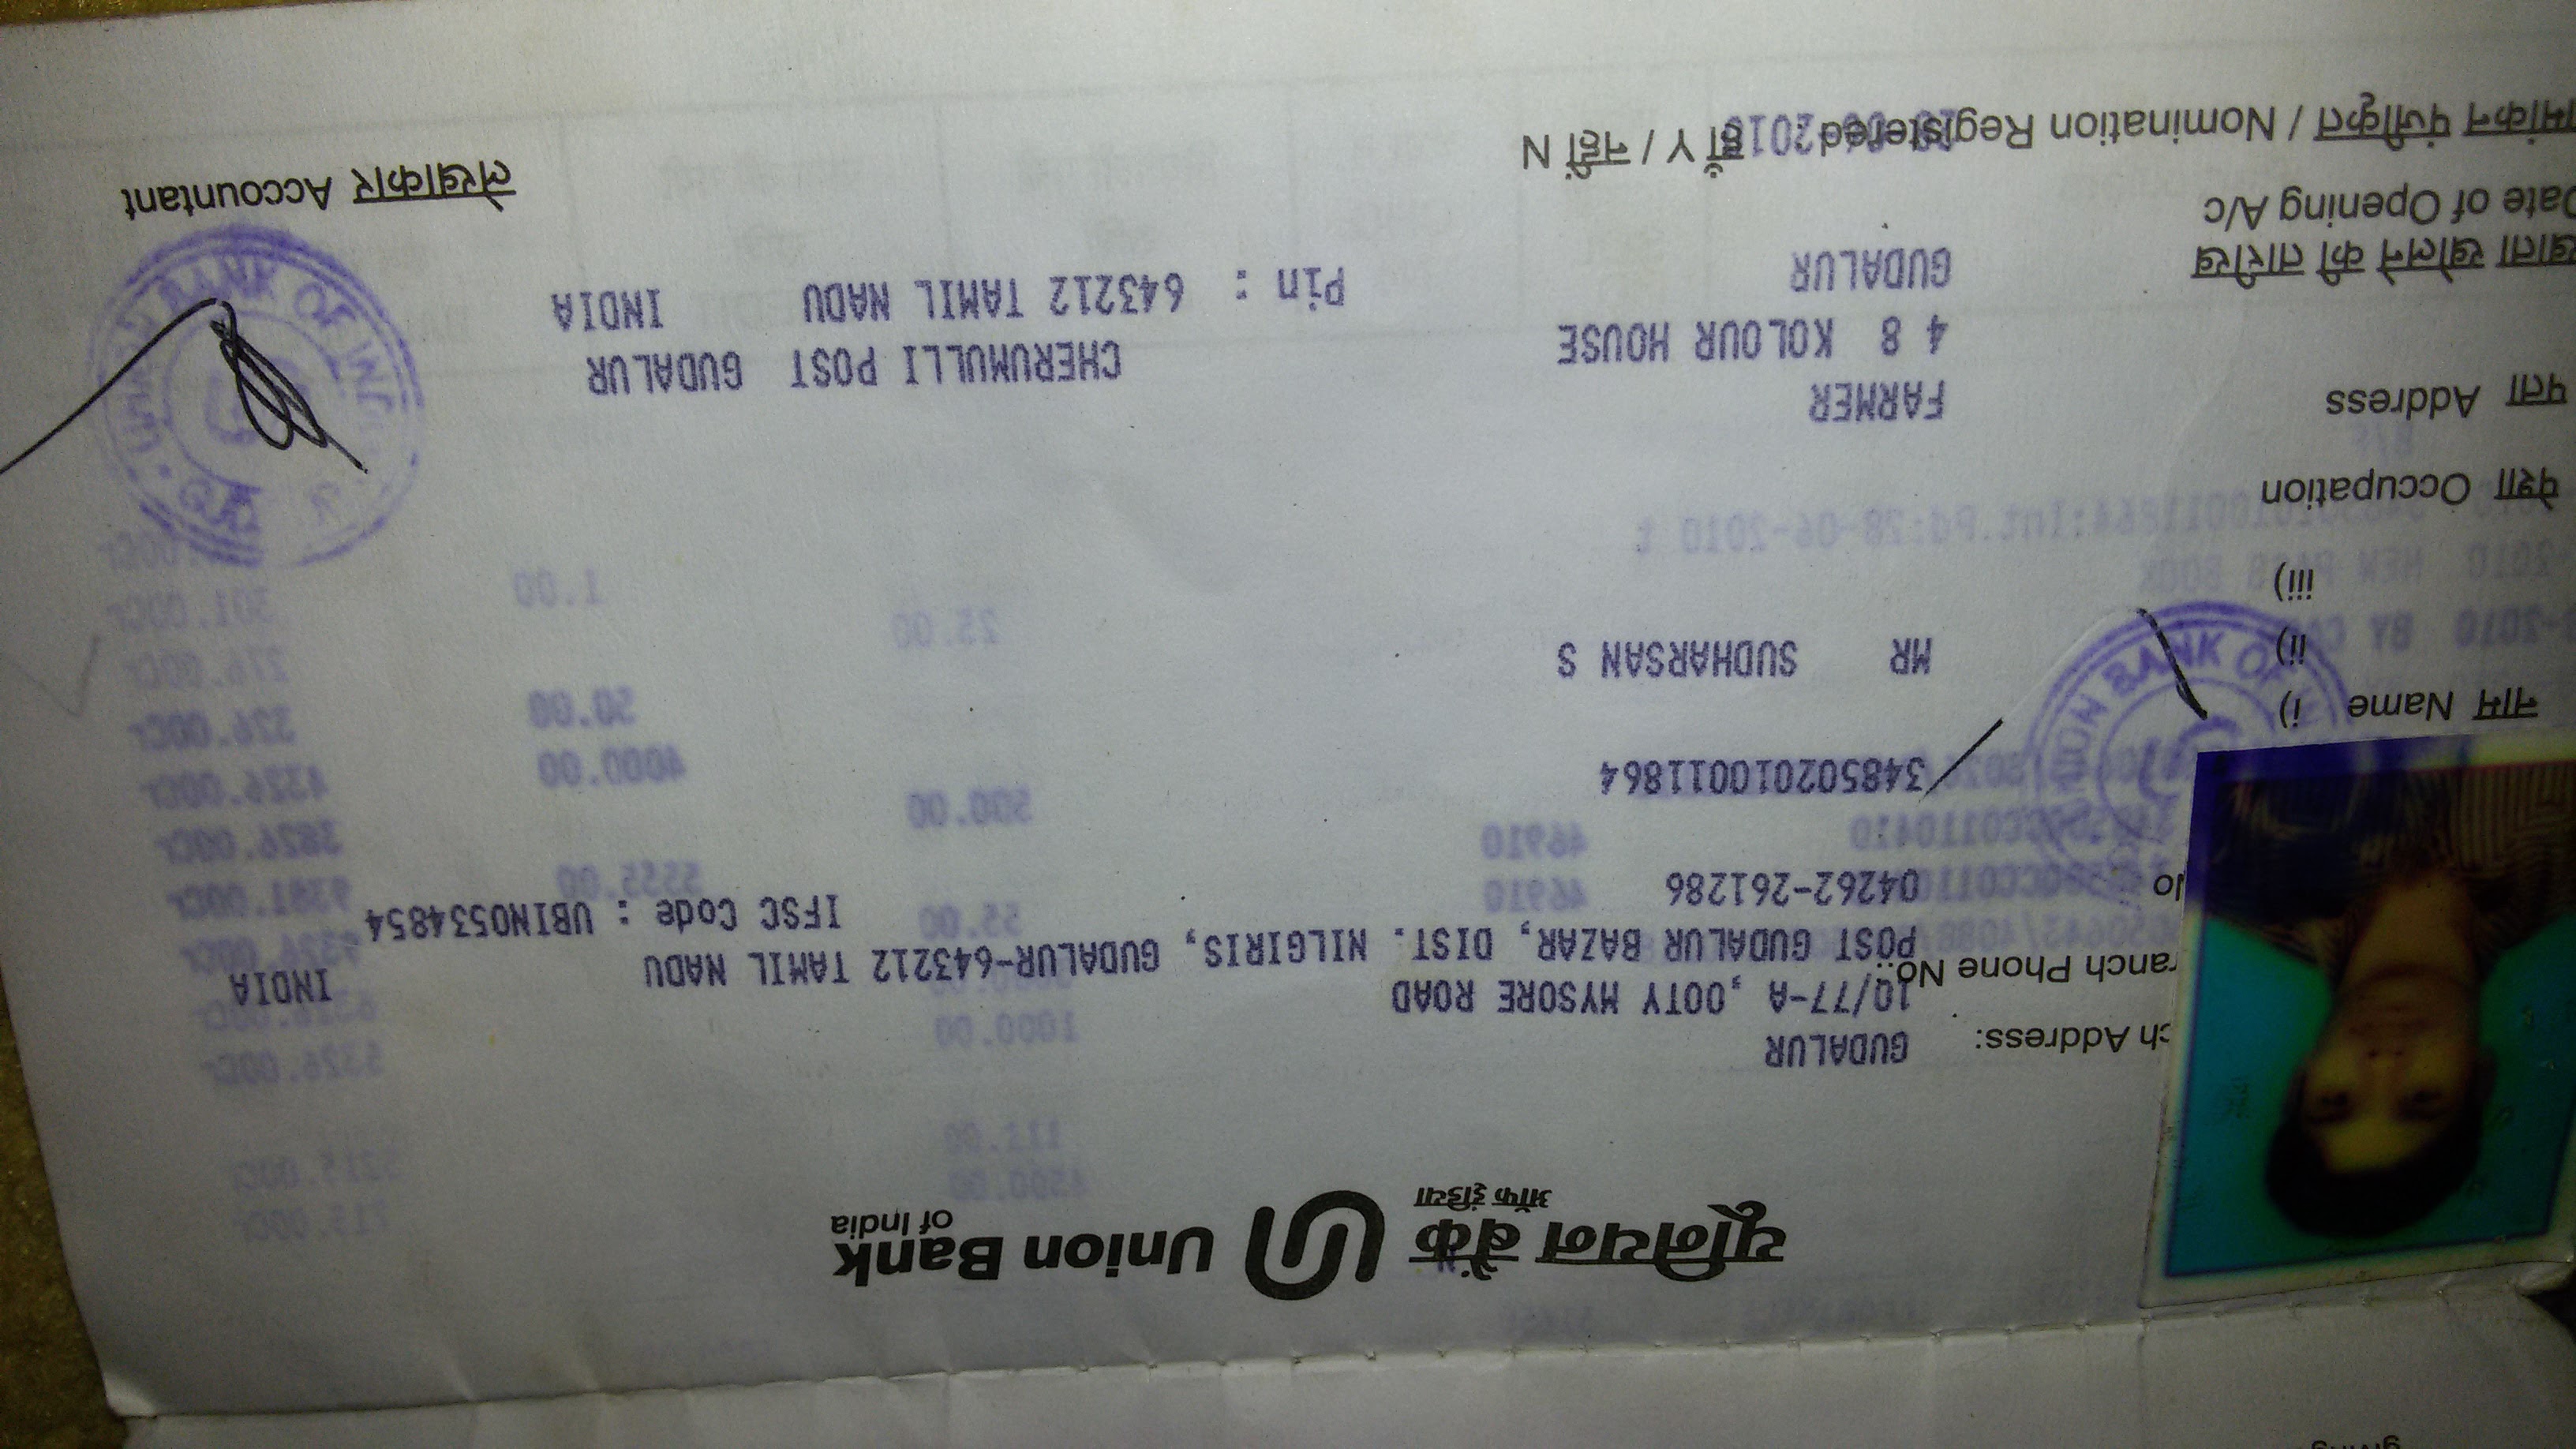 यूनियन बैंक Union Bank
ऑफ इंडिया of India
ch Address: GUDALUR
10/77-A ,OOTY MYSORE ROAD
ranch Phone No.:
POST GUDALUR BAZAR, DIST. NILGIRIS, GUDALUR-643212 TAMIL NADU INDIA
IFSC Code : UBIN0534854
No 04262-261286
348502010011864
नाम Name i)
MR SUDHARSAN S
ii)
iii)
पेशा Occupation
FARMER
पता Address
4 8 KOLOUR HOUSE CHERUMULLI POST GUDALUR
GUDALUR Pin : 643212 TAMIL NADU INDIA
खाता खोलने की तारीख
Date of Opening A/c
लेखाकार Accountant
नामांकन पंजीकृत / Nomination Registered : हाँ Y / नहीं N